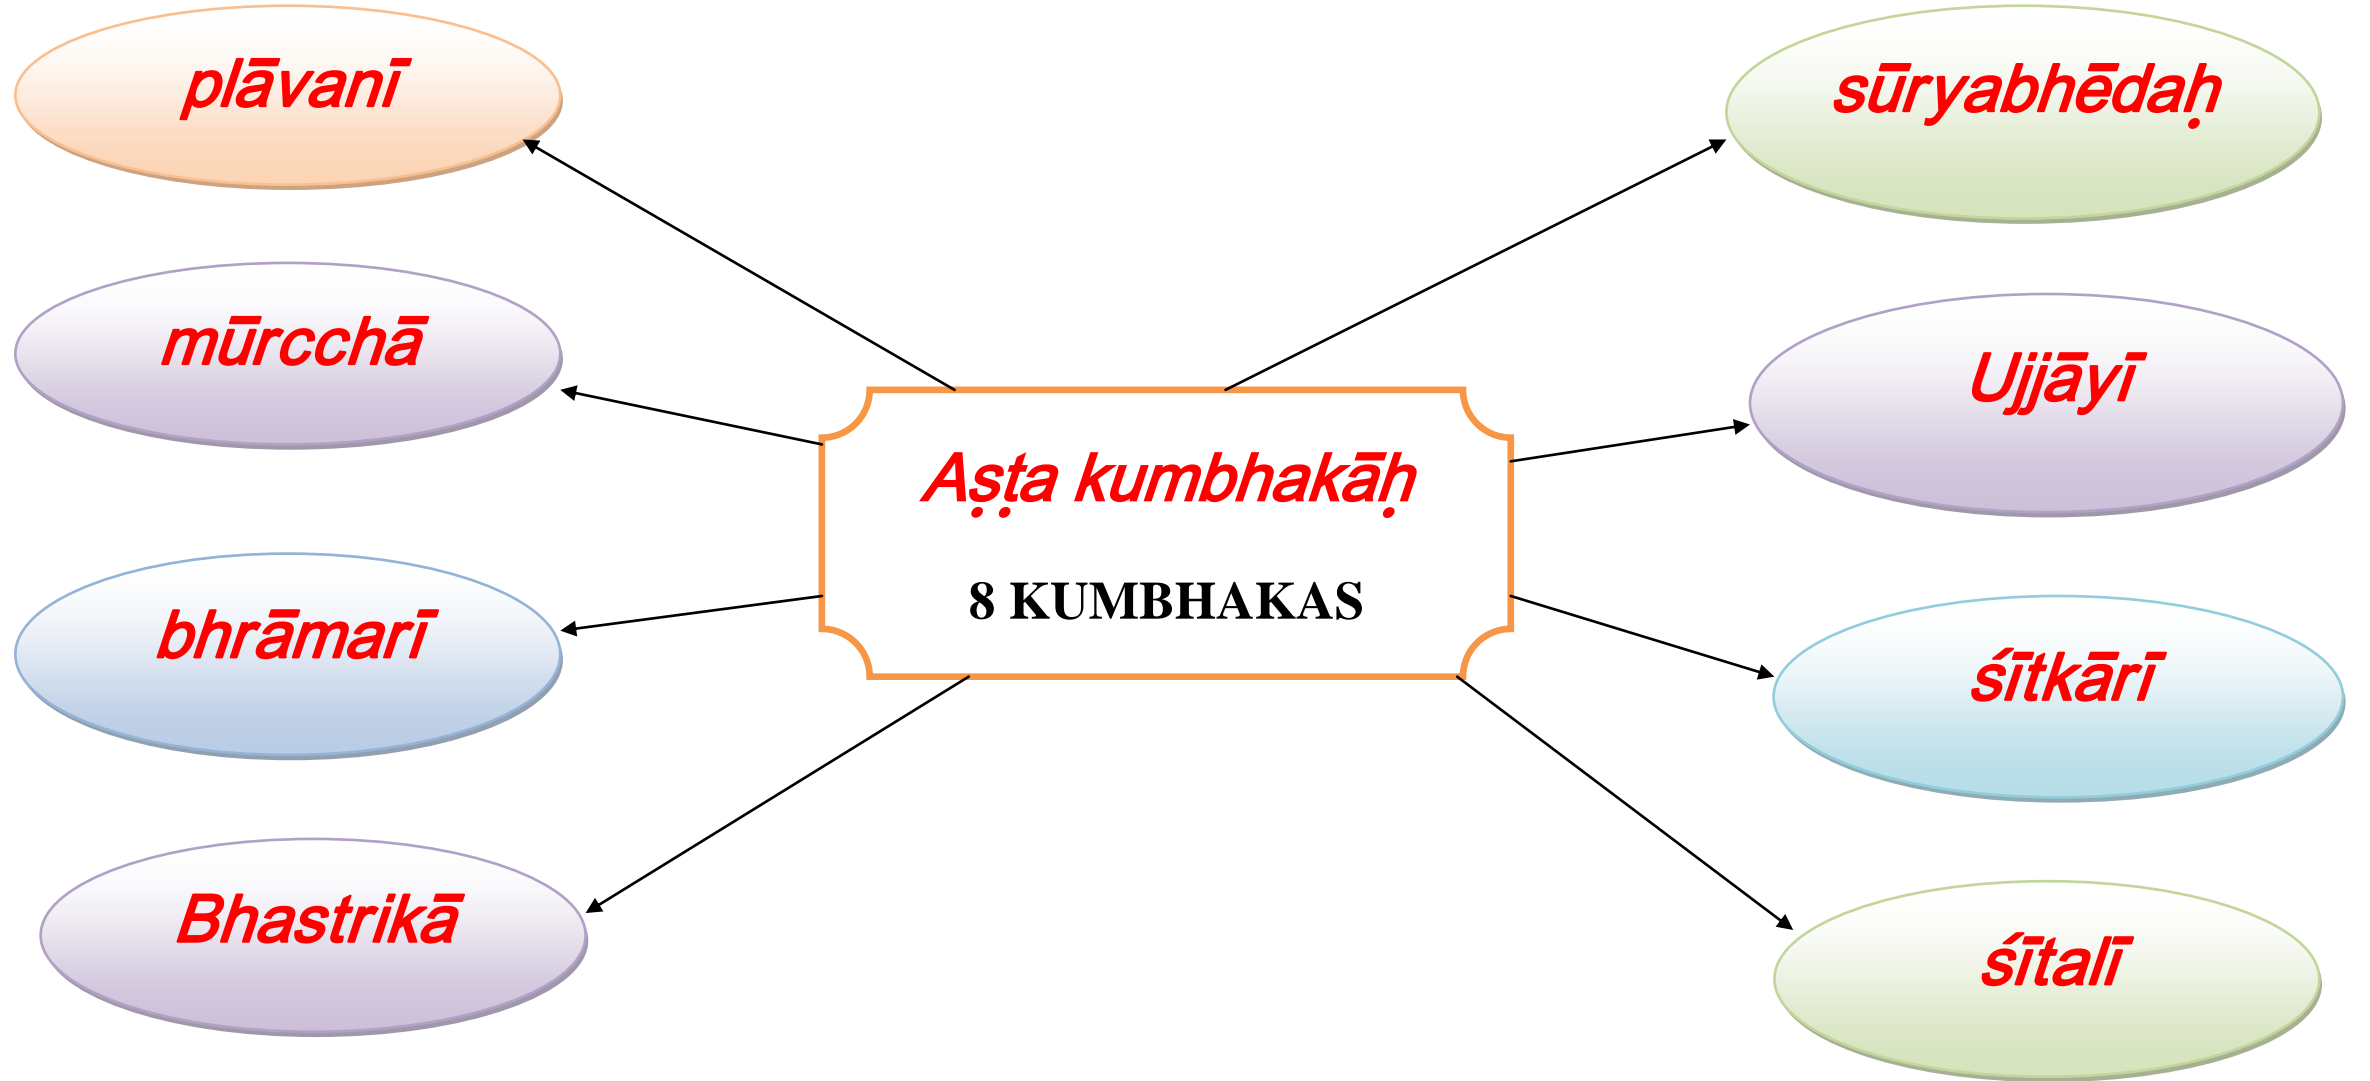 plāvanī
sūryabhēdaḥ
mūrcchā
Ujjāyī
Aṣṭa kumbhakāḥ
8 KUMBHAKAS
bhrāmarī
śītkārī
Bhastrikā
śītalī